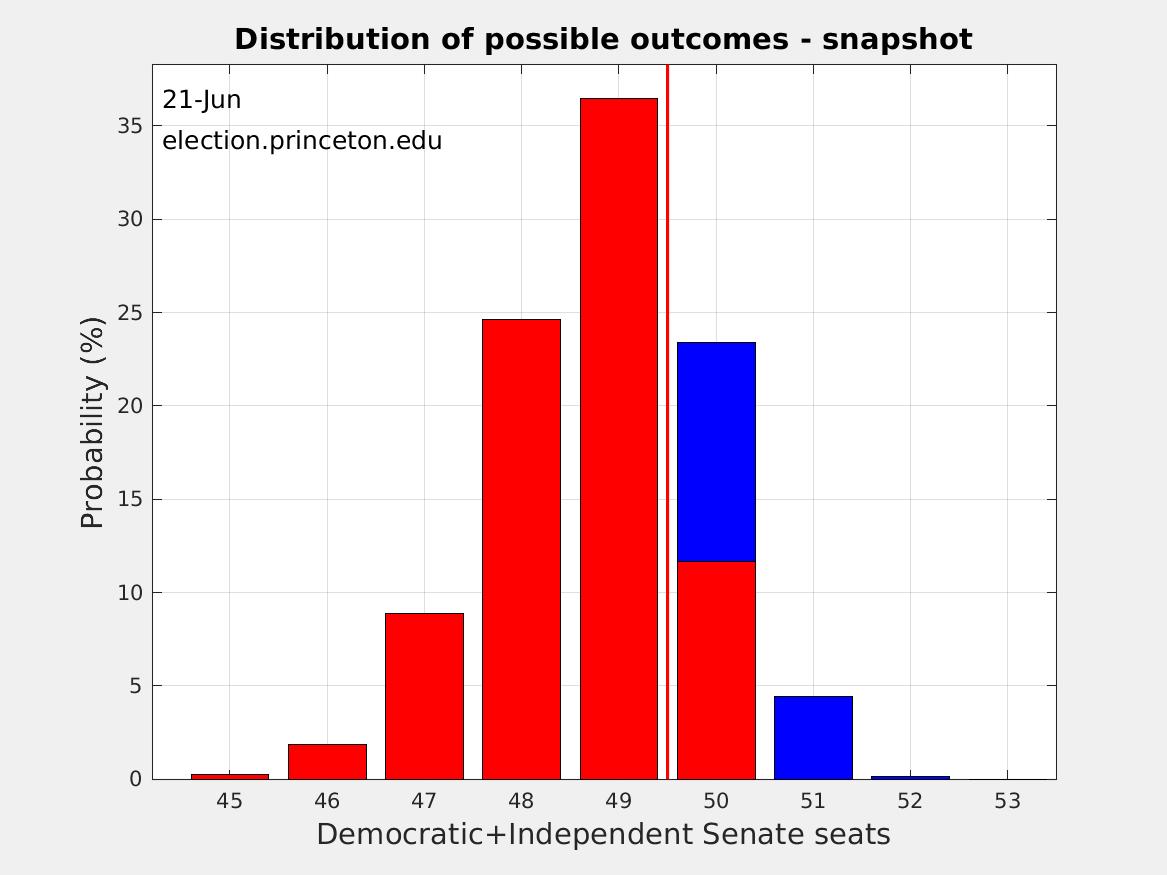 Distribution of possible outcomes - snapshot
21-Jun
election.princeton.edu
35
30
25
20
15
10
5
0
Probability (%)
45 46 47 48 49 50 51 52 53
Democratic+Independent Senate seats